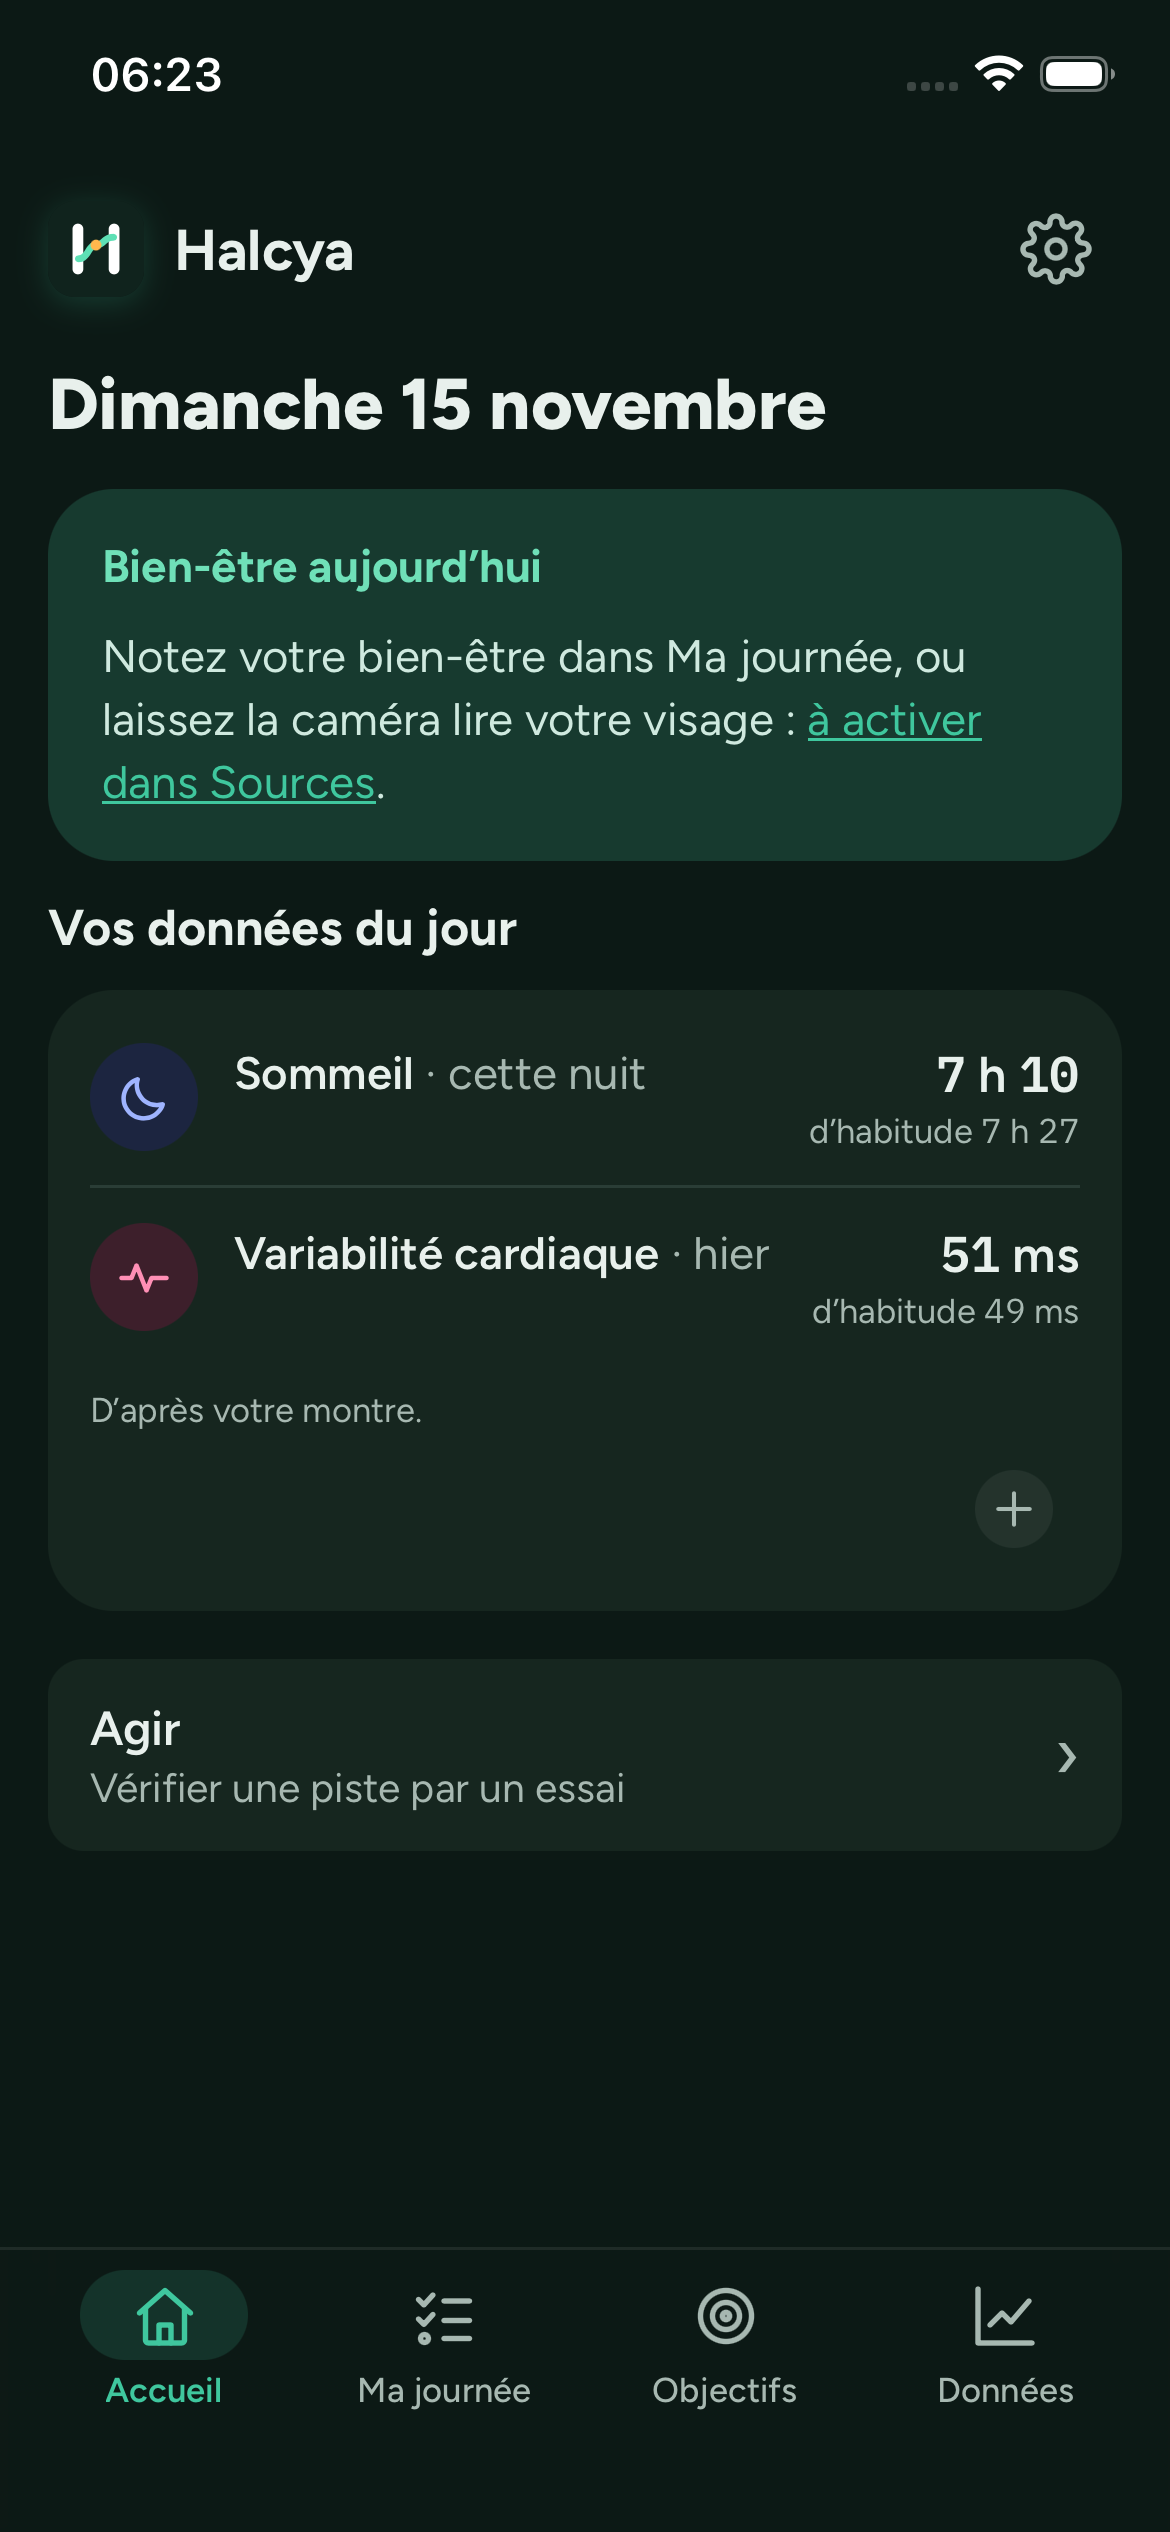 06:23
Halcya
Dimanche 15 novembre
Bien-être aujourd’hui
Notez votre bien-être dans Ma journée, ou
laissez la caméra lire votre visage : à activer
dans Sources.
Vos données du jour
Sommeil · cette nuit
7 h 10
d’habitude 7 h 27
Variabilité cardiaque · hier
51 ms
d’habitude 49 ms
D’après votre montre.
Agir
Vérifier une piste par un essai
Accueil
Ma journée
Objectifs
Données